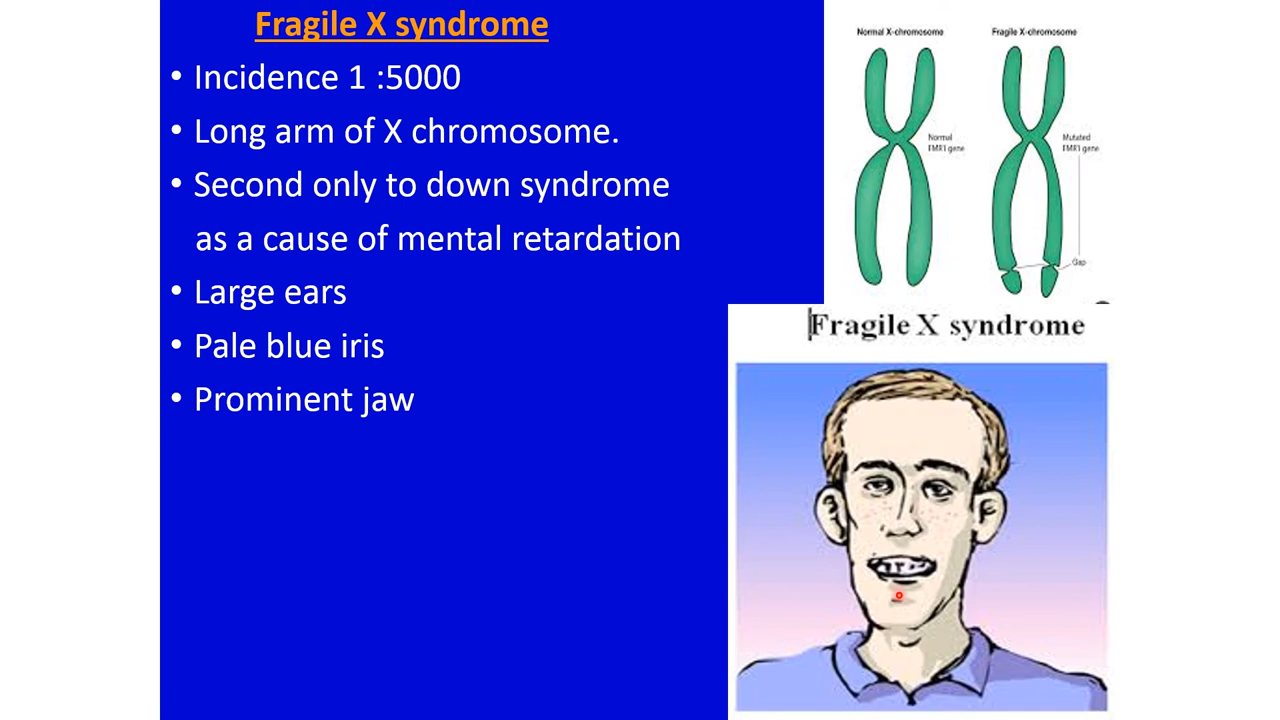 Fragile X syndrome
• Incidence 1 :5000
• Long arm of X chromosome.
• Second only to down syndrome
as a cause of mental retardation
• Large ears
• Pale blue iris
• Prominent jaw
Normal X-chromosome
Fragile X-chromosome
Normal
FMR1 gene
Mutated
FMR1 gene
Gap
Fragile X syndrome